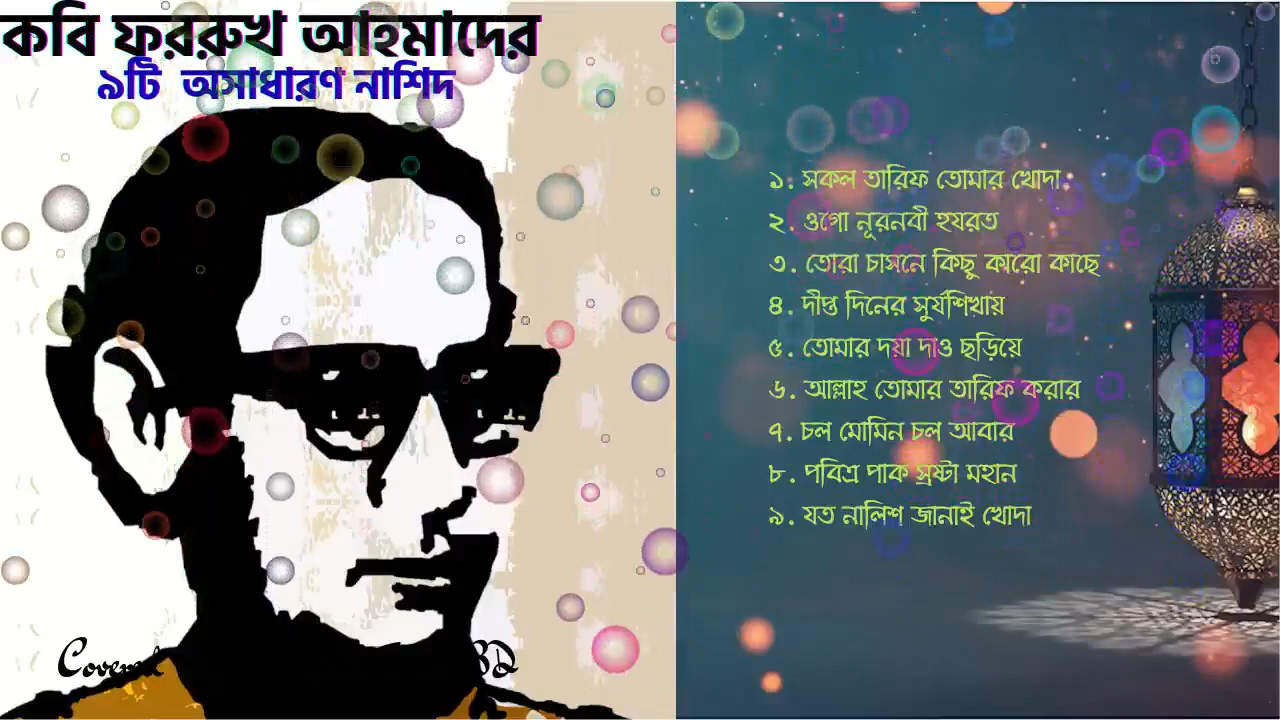 কবি ফররুখ আহমাদের
৯টি অসাধারণ নাশিদ
১. সকল তারিফ তোমার খোদা
২. ওগো নূরনবী হযরত
৩. তোরা চাসনে কিছু কারো কাছে
৪. দীপ্ত দিনের সুর্যশিখায়
৫. তোমার দয়া দাও ছড়িয়ে
৬. আল্লাহ তোমার তারিফ করার
৭. চল মোমিন চল আবার
৮. পবিত্র পাক স্রষ্টা মহান
৯. যত নালিশ জানাই খোদা
Covered